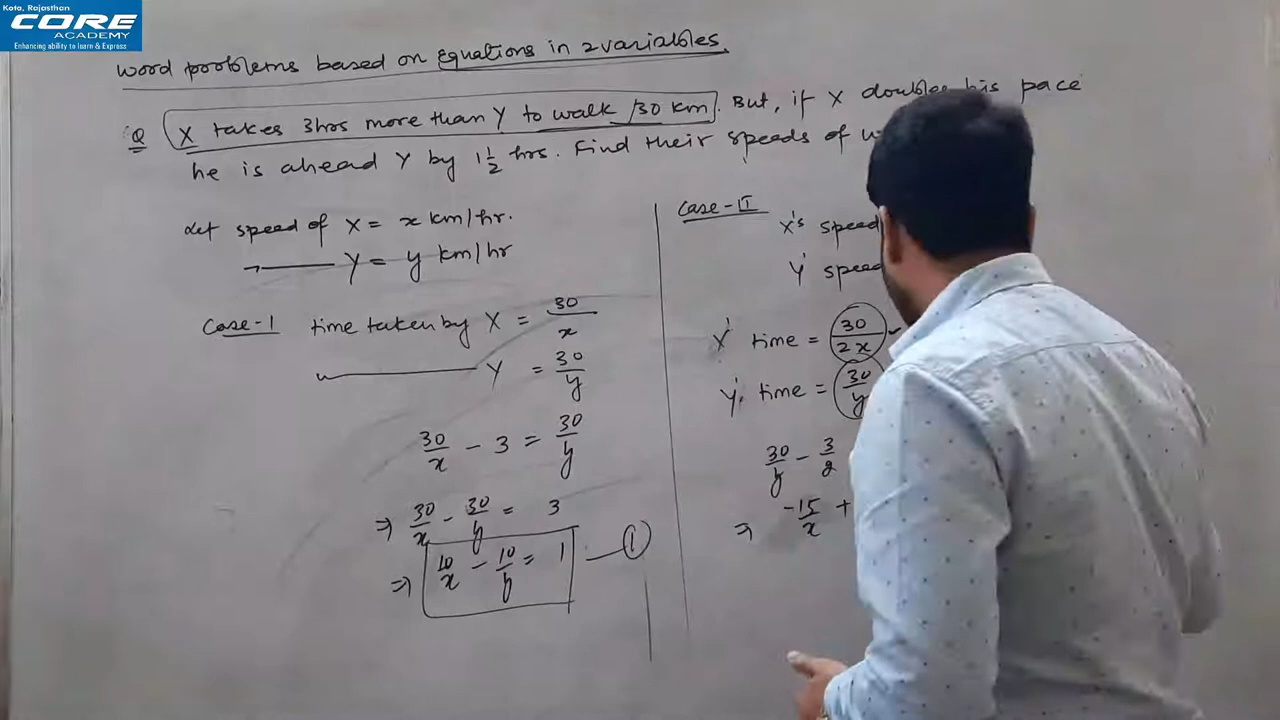 Kota, Rajasthan
CORE
ACADEMY
Enhancing ability to learn & Express
word problems based on Equations in 2 variables.
Q X takes 3hrs more than Y to walk 30 km. But, if X doubles his pace
he is ahead Y by 1 1/2 hrs. Find their speeds of
Let speed of X = x km/hr.
Y = y km/hr
Case-I time taken by X = 30/x
Y = 30/y
30/x - 3 = 30/y
⇒ 30/x - 30/y = 3
⇒ 10/x - 10/y = 1 — ①
Case-II
X's speed
Y' speed
X' time = 30/2x
Y' time = 30/y
30/y - 3/2
⇒ -15/x +